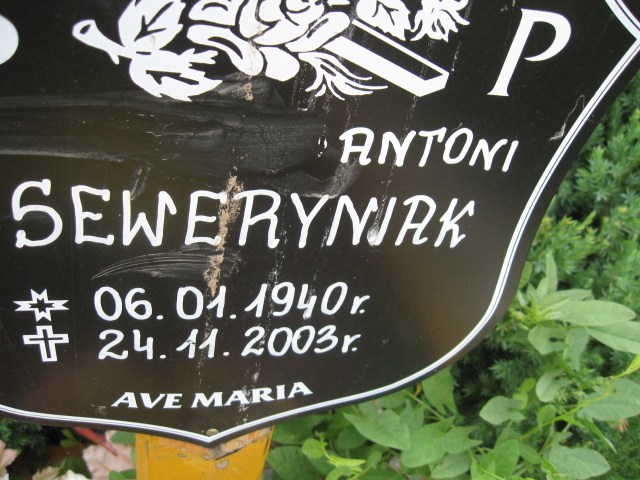 P
ANTONI
SEWERYNIAK
06.01.1940r.
24.11.2003r.
AVE MARIA